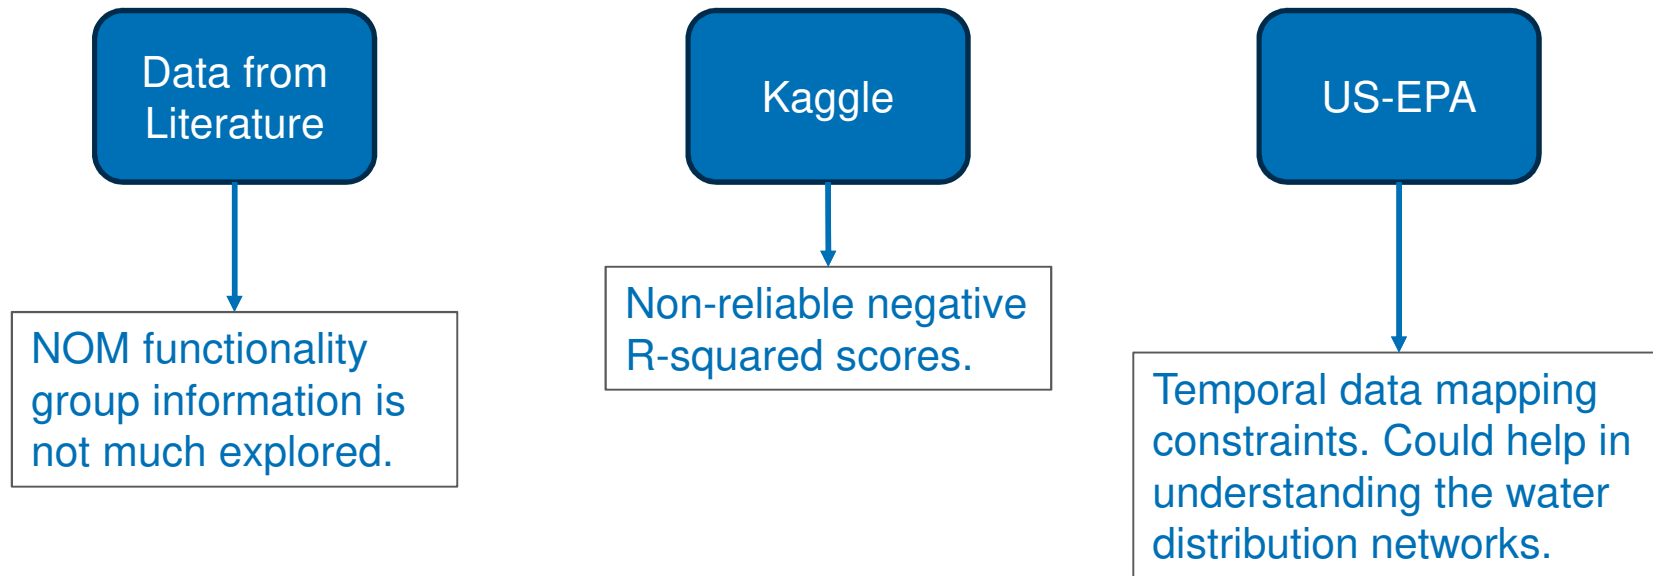 Data from
Literature
Kaggle
US-EPA
NOM functionality
group information is
not much explored.
Non-reliable negative
R-squared scores.
Temporal data mapping
constraints. Could help in
understanding the water
distribution networks.